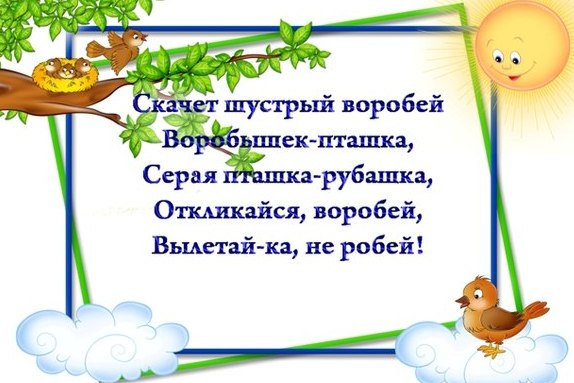 Скачет шустрый воробей
Воробышек-пташка,
Серая пташка-рубашка,
Откликайся, воробей,
Вылетай-ка, не робей!